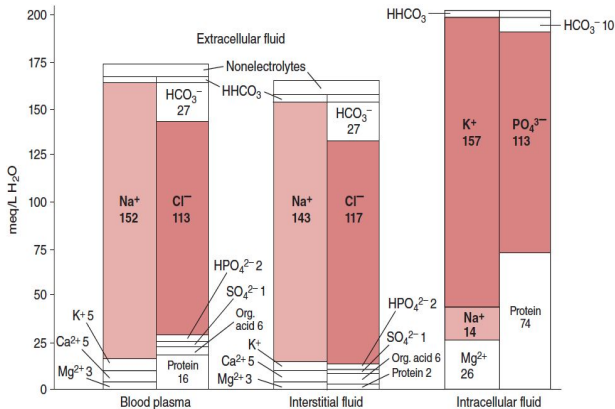 meq/L H₂O
200
175
150
125
100
75
50
25
0
Extracellular fluid
Nonelectrolytes
HHCO₃
HCO₃⁻
27
Na⁺
152
Cl⁻
113
HPO₄²⁻ 2
SO₄²⁻ 1
Org.
acid 6
Protein
16
K⁺ 5
Ca²⁺ 5
Mg²⁺ 3
Blood plasma
HCO₃⁻
27
Na⁺
143
Cl⁻
117
K⁺
Ca²⁺ 5
Mg²⁺ 3
HPO₄²⁻ 2
SO₄²⁻ 1
Org. acid 6
Protein 2
Interstitial fluid
HHCO₃
HCO₃⁻ 10
K⁺
157
PO₄³⁻
113
Na⁺
14
Mg²⁺
26
Protein
74
Intracellular fluid